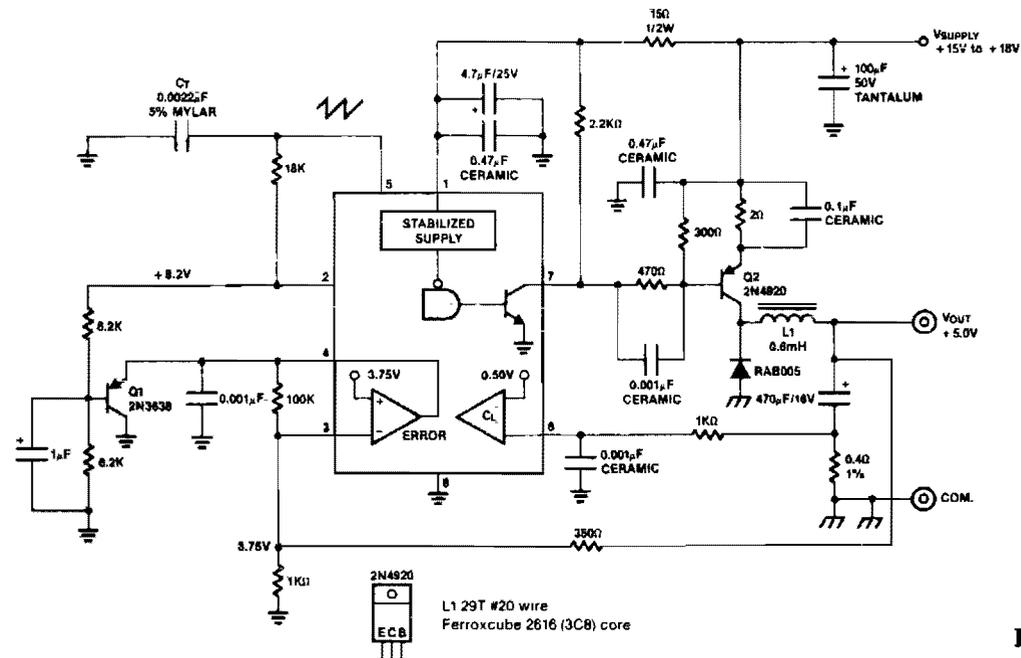 15Ω
1/2W
VSUPPLY
+15V to +18V
CT
0.0022µF
5% MYLAR
4.7µF/25V
+
+ 100µF
50V
TANTALUM
2.2KΩ
0.47µF
CERAMIC
0.47µF
CERAMIC
18K
5
1
2Ω
0.1µF
CERAMIC
300Ω
STABILIZED
SUPPLY
+8.2V
2
7
470Ω
Q2
2N4920
8.2K
L1
0.6mH
VOUT
+5.0V
4
3.75V
0.50V
0.001µF
CERAMIC
RAB005
Q1
2N3638
0.001µF
100K
+
-
ERROR
CL
470µF/16V
+
1KΩ
3
6
+
1µF
8.2K
0.001µF
CERAMIC
0.4Ω
1%
8
COM.
3.75V
350Ω
1KΩ
2N4920
ECB
L1 29T #20 wire
Ferroxcube 2616 (3C8) core